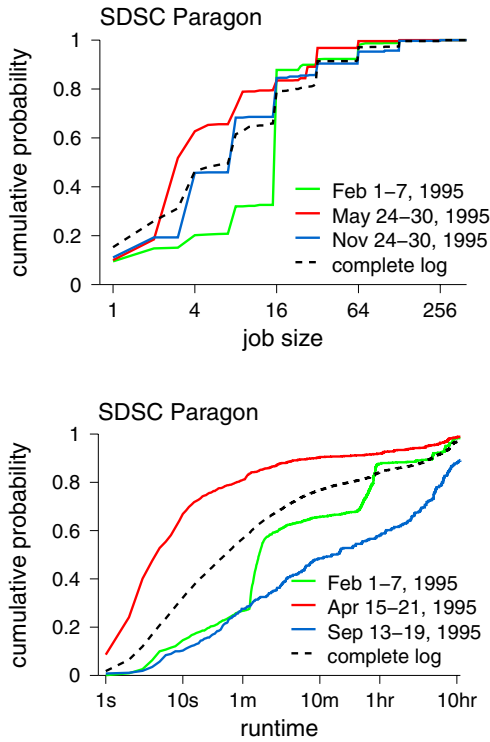 SDSC Paragon
cumulative probability
1
0.8
0.6
0.4
0.2
0
Feb 1−7, 1995
May 24−30, 1995
Nov 24−30, 1995
complete log
1 4 16 64 256
job size
SDSC Paragon
cumulative probability
1
0.8
0.6
0.4
0.2
0
Feb 1−7, 1995
Apr 15−21, 1995
Sep 13−19, 1995
complete log
1s 10s 1m 10m 1hr 10hr
runtime